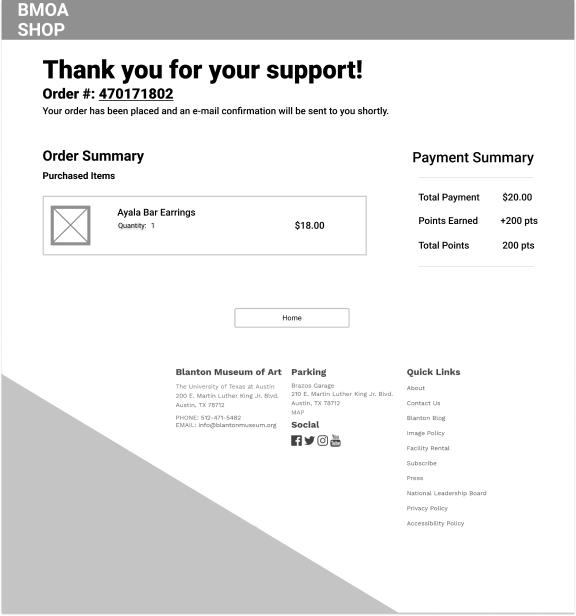 BMOA
SHOP
Thank you for your support!
Order #: 470171802
Your order has been placed and an e-mail confirmation will be sent to you shortly.
Order Summary
Purchased Items
Ayala Bar Earrings
Quantity: 1
$18.00
Payment Summary
Total Payment $20.00
Points Earned +200 pts
Total Points 200 pts
Home
Blanton Museum of Art
The University of Texas at Austin
200 E. Martin Luther King Jr. Blvd.
Austin, TX 78712
PHONE: 512-471-5482
EMAIL: info@blantonmuseum.org
Parking
Brazos Garage
210 E. Martin Luther King Jr. Blvd.
Austin, TX 78712
MAP
Social
You
Tube
Quick Links
About
Contact Us
Blanton Blog
Image Policy
Facility Rental
Subscribe
Press
National Leadership Board
Privacy Policy
Accessibility Policy